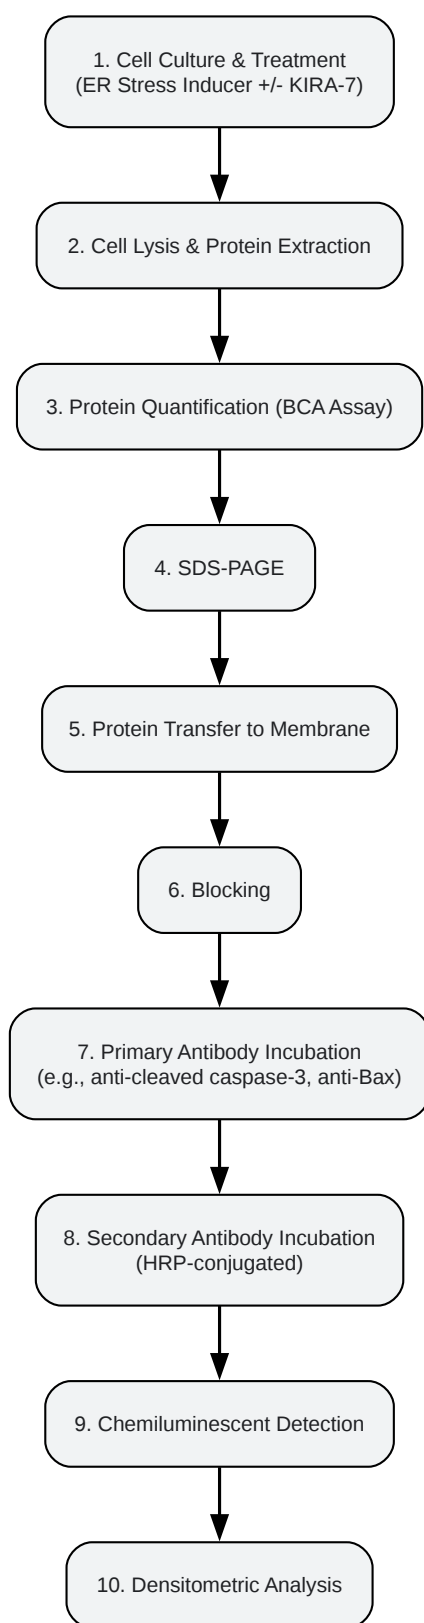 1. Cell Culture & Treatment
(ER Stress Inducer +/- KIRA-7)
2. Cell Lysis & Protein Extraction
3. Protein Quantification (BCA Assay)
4. SDS-PAGE
5. Protein Transfer to Membrane
6. Blocking
7. Primary Antibody Incubation
(e.g., anti-cleaved caspase-3, anti-Bax)
8. Secondary Antibody Incubation
(HRP-conjugated)
9. Chemiluminescent Detection
10. Densitometric Analysis